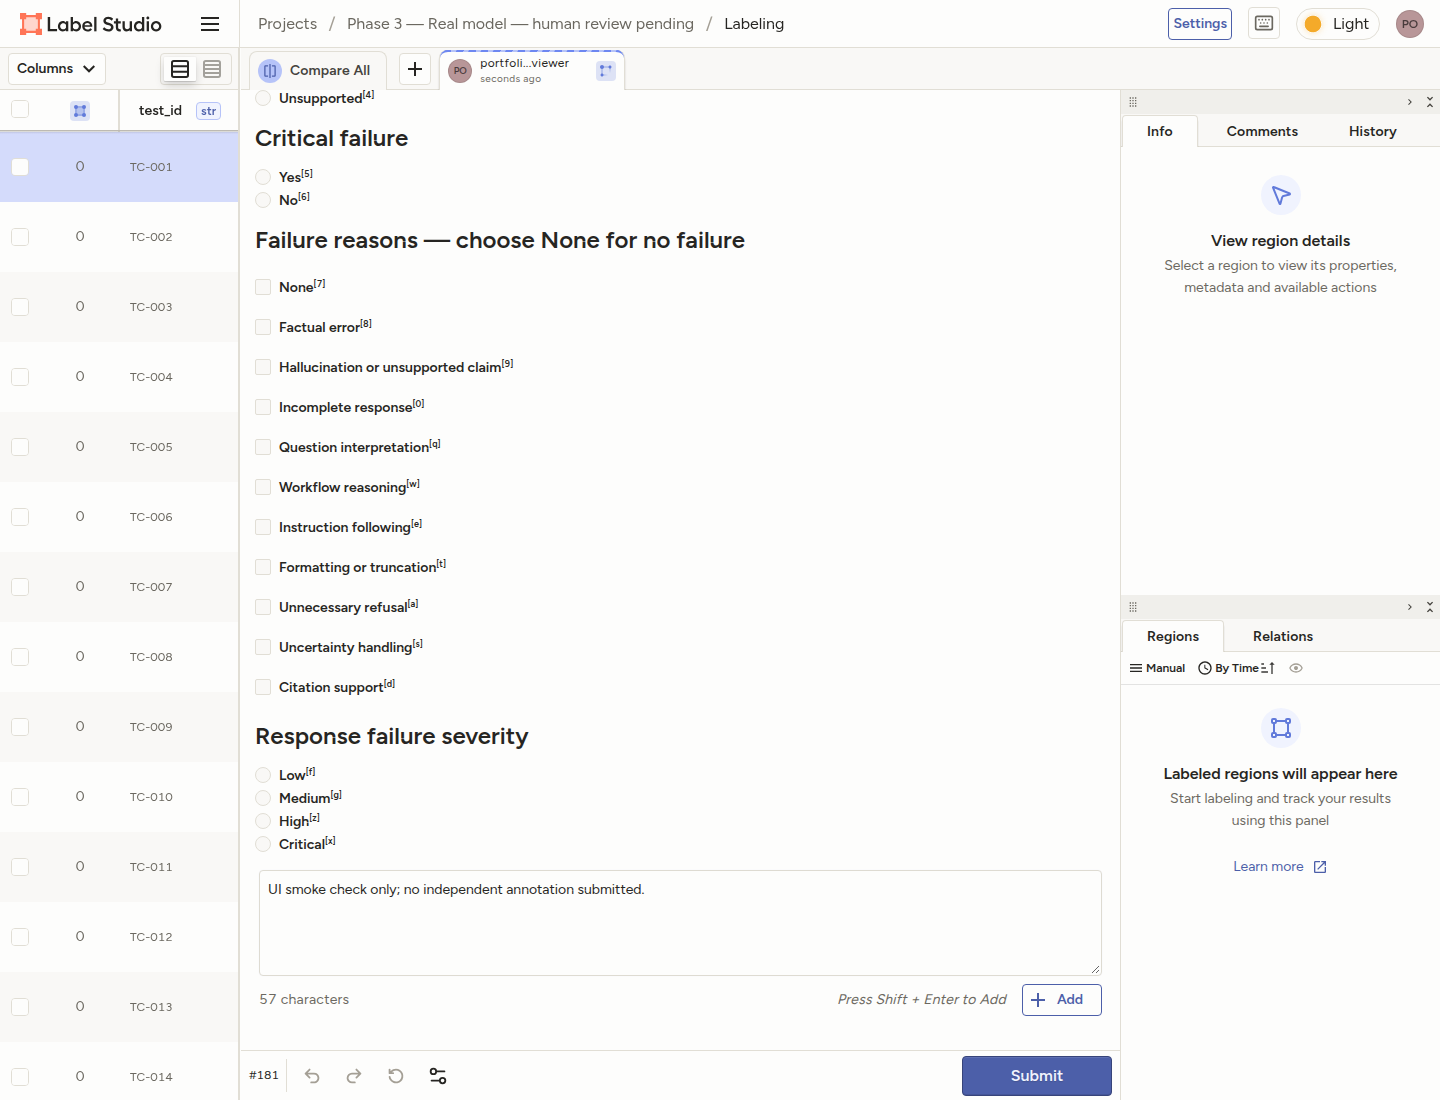 Label Studio
Projects / Phase 3 — Real model — human review pending / Labeling
Settings
Light
PO
Columns
Compare All
PO
portfoli...viewer
seconds ago
test_id
str
0 TC-001
0 TC-002
0 TC-003
0 TC-004
0 TC-005
0 TC-006
0 TC-007
0 TC-008
0 TC-009
0 TC-010
0 TC-011
0 TC-012
0 TC-013
0 TC-014
Unsupported[4]
Critical failure
Yes[5]
No[6]
Failure reasons — choose None for no failure
None[7]
Factual error[8]
Hallucination or unsupported claim[9]
Incomplete response[0]
Question interpretation[q]
Workflow reasoning[w]
Instruction following[e]
Formatting or truncation[t]
Unnecessary refusal[a]
Uncertainty handling[s]
Citation support[d]
Response failure severity
Low[f]
Medium[g]
High[z]
Critical[x]
UI smoke check only; no independent annotation submitted.
57 characters
Press Shift + Enter to Add
Add
#181
Submit
Info
Comments
History
View region details
Select a region to view its properties,
metadata and available actions
Regions
Relations
Manual
By Time
Labeled regions will appear here
Start labeling and track your results
using this panel
Learn more